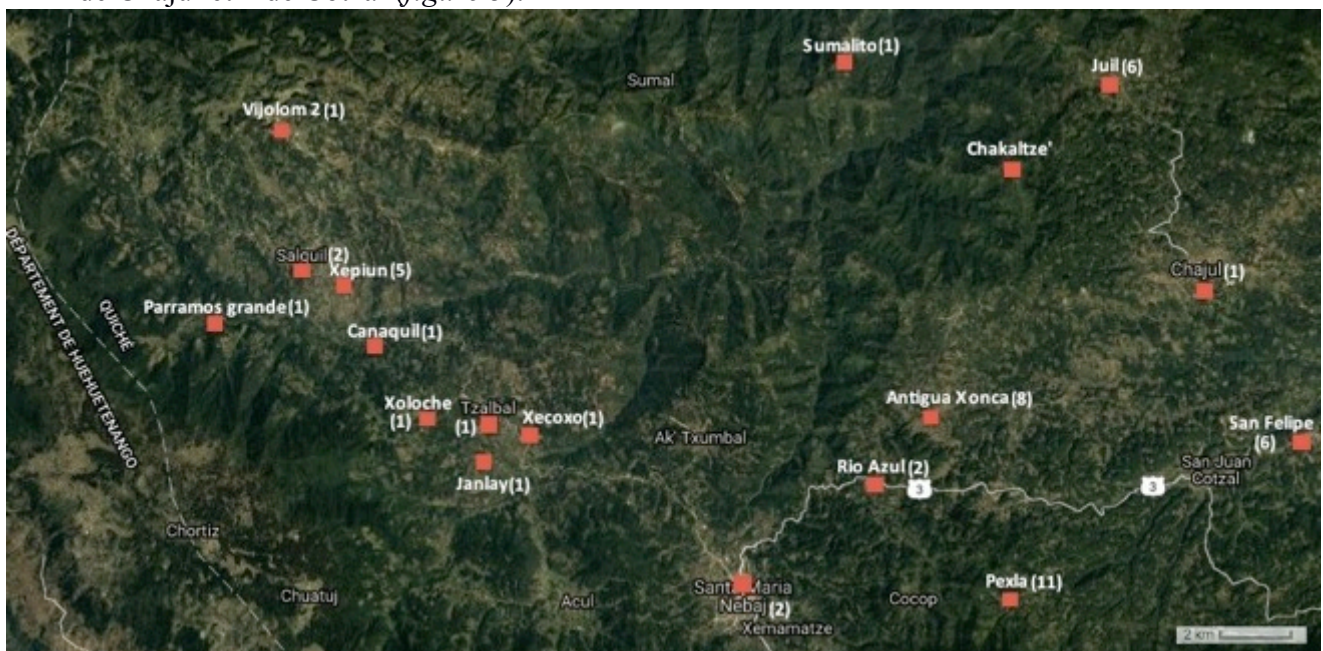 Sumalito(1)
Juil(6)
Sumal
Vijolom 2(1)
Chakaltze'
Salquil(2)
Xepiun(5)
Chajul(1)
Parramos grande(1)
QUICHÉ
DÉPARTEMENT DE HUEHUETENANGO
Canaquil(1)
Xoloche
(1)
Tzalbal
(1)
Xecoxo(1)
Antigua Xonca(8)
San Felipe
(6)
Ak' Txumbal
Janlay(1)
Rio Azul(2)
3
3
San Juan
Cotzal
Chortiz
Chuatuj
Acul
Santa Maria
Nebaj(2)
Xemamatze
Cocop
Pexla(11)
2 km